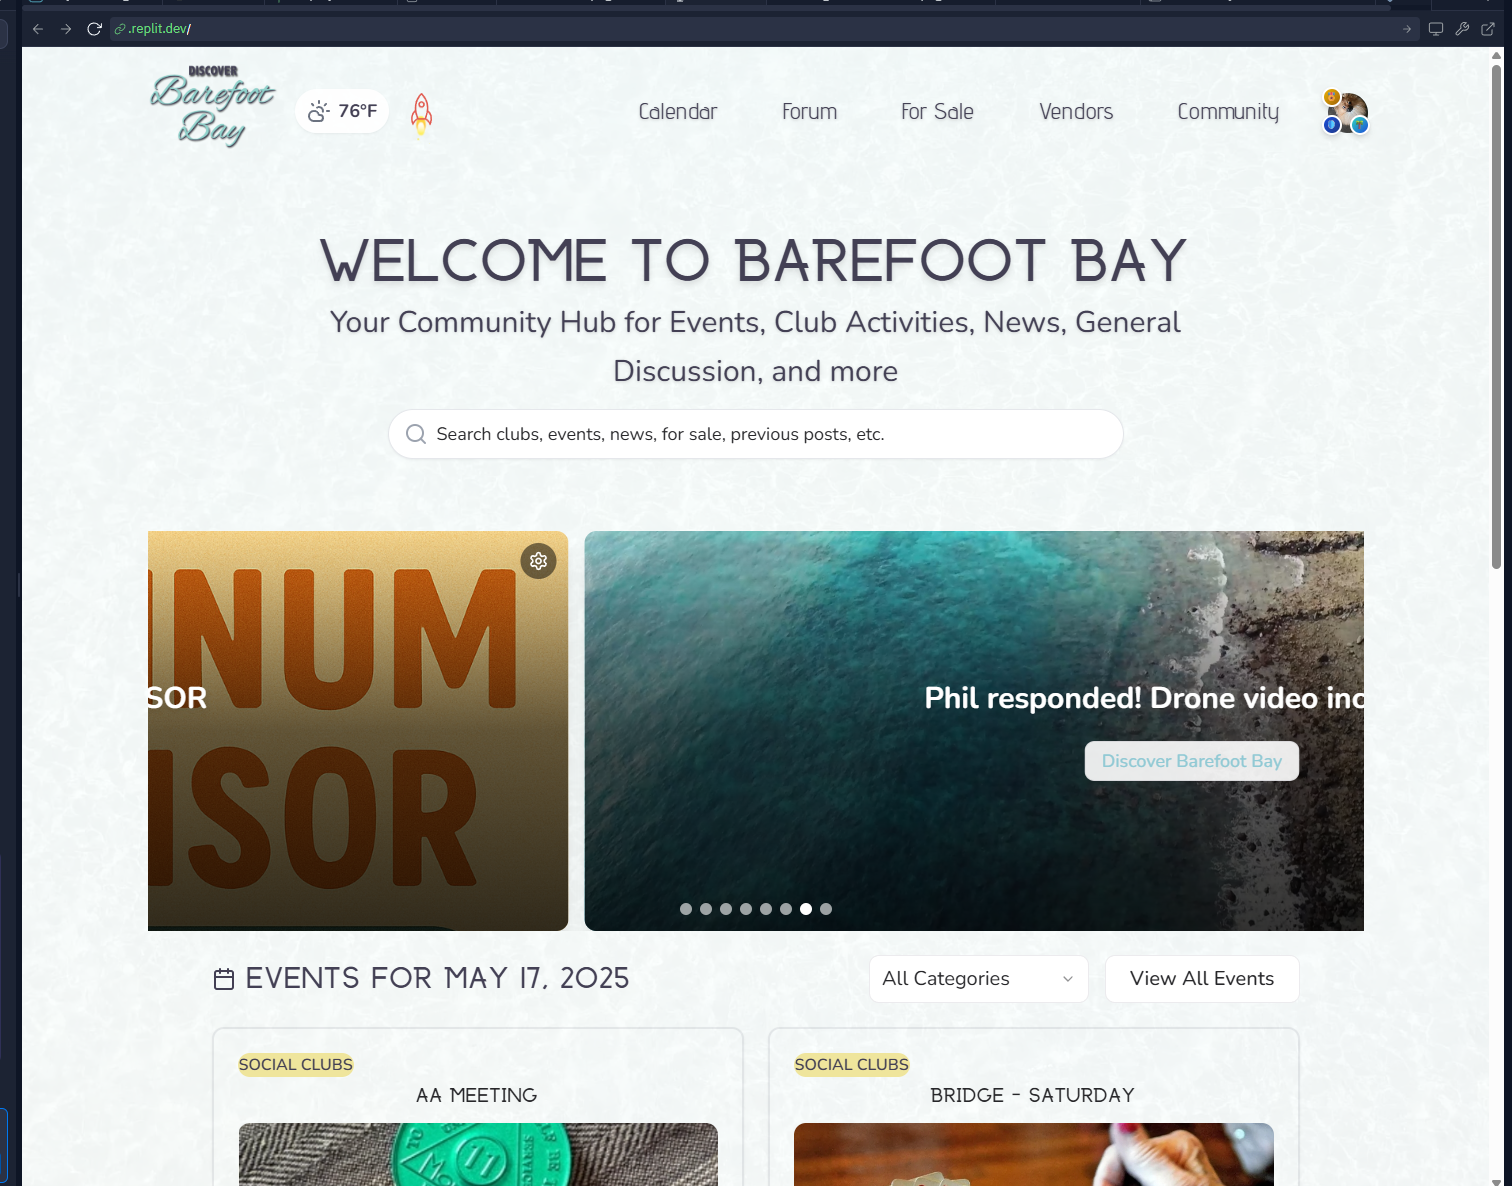 .replit.dev/
DISCOVER
Barefoot
Bay
76°F
Calendar
Forum
For Sale
Vendors
Community
WELCOME TO BAREFOOT BAY
Your Community Hub for Events, Club Activities, News, General
Discussion, and more
Search clubs, events, news, for sale, previous posts, etc.
NUM
SOR
ISOR
Phil responded! Drone video inc
Discover Barefoot Bay
EVENTS FOR MAY 17, 2025
All Categories
View All Events
SOCIAL CLUBS
AA MEETING
SOCIAL CLUBS
BRIDGE - SATURDAY
TO
11